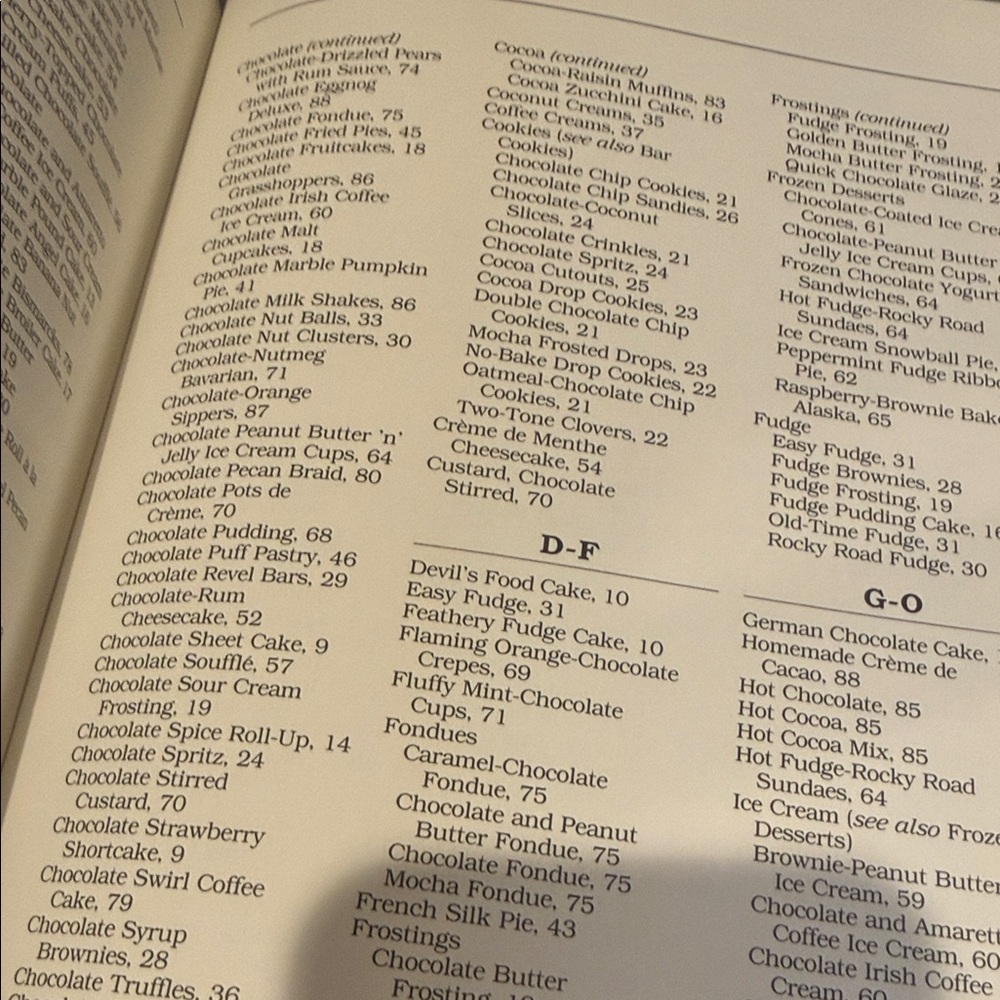 Chocolate (continued)
Chocolate-Drizzled Pears
with Rum Sauce, 74
Chocolate Eggnog
Deluxe, 88
Chocolate Fondue, 75
Chocolate Fried Pies, 45
Chocolate Fruitcakes, 18
Chocolate
Grasshoppers, 86
Chocolate Irish Coffee
Ice Cream, 60
Chocolate Malt
Cupcakes, 18
Chocolate Marble Pumpkin
Pie, 41
Chocolate Milk Shakes, 86
Chocolate Nut Balls, 33
Chocolate Nut Clusters, 30
Chocolate-Nutmeg
Bavarian, 71
Chocolate-Orange
Sippers, 87
Chocolate Peanut Butter 'n'
Jelly Ice Cream Cups, 64
Chocolate Pecan Braid, 80
Chocolate Pots de
Crème, 70
Chocolate Pudding, 68
Chocolate Puff Pastry, 46
Chocolate Revel Bars, 29
Chocolate-Rum
Cheesecake, 52
Chocolate Sheet Cake, 9
Chocolate Soufflé, 57
Chocolate Sour Cream
Frosting, 19
Chocolate Spice Roll-Up, 14
Chocolate Spritz, 24
Chocolate Stirred
Custard, 70
Chocolate Strawberry
Shortcake, 9
Chocolate Swirl Coffee
Cake, 79
Chocolate Syrup
Brownies, 28
Chocolate Truffles, 36
Cocoa (continued)
Cocoa-Raisin Muffins, 83
Cocoa Zucchini Cake, 16
Coconut Creams, 35
Coffee Creams, 37
Cookies (see also Bar
Cookies)
Chocolate Chip Cookies, 21
Chocolate Chip Sandies, 26
Chocolate-Coconut
Slices, 24
Chocolate Crinkles, 21
Chocolate Spritz, 24
Cocoa Cutouts, 25
Cocoa Drop Cookies, 23
Double Chocolate Chip
Cookies, 21
Mocha Frosted Drops, 23
No-Bake Drop Cookies, 22
Oatmeal-Chocolate Chip
Cookies, 21
Two-Tone Clovers, 22
Crème de Menthe
Cheesecake, 54
Custard, Chocolate
Stirred, 70
D-F
Devil's Food Cake, 10
Easy Fudge, 31
Feathery Fudge Cake, 10
Flaming Orange-Chocolate
Crepes, 69
Fluffy Mint-Chocolate
Cups, 71
Fondues
Caramel-Chocolate
Fondue, 75
Chocolate and Peanut
Butter Fondue, 75
Chocolate Fondue, 75
Mocha Fondue, 75
French Silk Pie, 43
Frostings
Chocolate Butter
Frosting,
Frostings (continued)
Fudge Frosting, 19
Golden Butter Frosting,
Mocha Butter Frosting,
Quick Chocolate Glaze,
Frozen Desserts
Chocolate-Coated Ice Crea
Cones, 61
Chocolate-Peanut Butter
Jelly Ice Cream Cups,
Frozen Chocolate Yogurt
Sandwiches, 64
Hot Fudge-Rocky Road
Sundaes, 64
Ice Cream Snowball Pie,
Peppermint Fudge Ribbo
Pie, 62
Raspberry-Brownie Bak
Alaska, 65
Fudge
Easy Fudge, 31
Fudge Brownies, 28
Fudge Frosting, 19
Fudge Pudding Cake, 16
Old-Time Fudge, 31
Rocky Road Fudge, 30
G-O
German Chocolate Cake,
Homemade Crème de
Cacao, 88
Hot Chocolate, 85
Hot Cocoa, 85
Hot Cocoa Mix, 85
Hot Fudge-Rocky Road
Sundaes, 64
Ice Cream (see also Froze
Desserts)
Brownie-Peanut Butter
Ice Cream, 59
Chocolate and Amarett
Coffee Ice Cream, 60
Chocolate Irish Coffee
Cream, 60